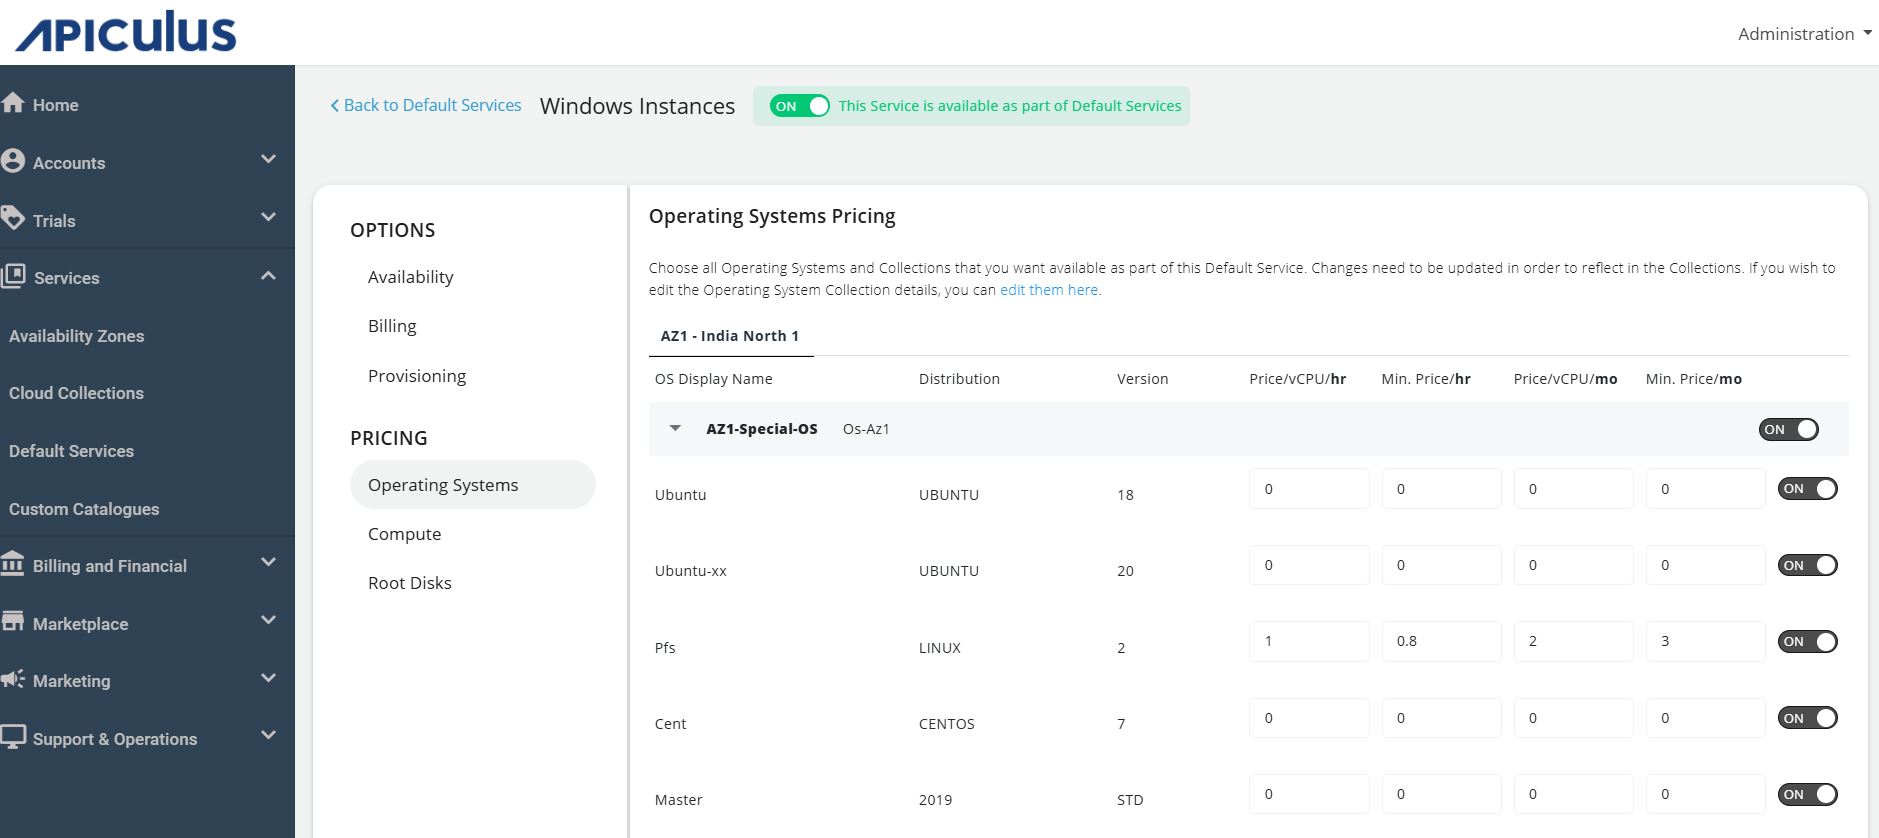 APICULUS
Administration
Home
Accounts
Trials
Services
Availability Zones
Cloud Collections
Default Services
Custom Catalogues
Billing and Financial
Marketplace
Marketing
Support & Operations
Back to Default Services Windows Instances ON This Service is available as part of Default Services
OPTIONS
Availability
Billing
Provisioning
PRICING
Operating Systems
Compute
Root Disks
Operating Systems Pricing
Choose all Operating Systems and Collections that you want available as part of this Default Service. Changes need to be updated in order to reflect in the Collections. If you wish to
edit the Operating System Collection details, you can edit them here.
AZ1 - India North 1
OS Display Name Distribution Version Price/vCPU/hr Min. Price/hr Price/vCPU/mo Min. Price/mo
AZ1-Special-OS Os-Az1 ON
Ubuntu UBUNTU 18 0 0 0 0 ON
Ubuntu-xx UBUNTU 20 0 0 0 0 ON
Pfs LINUX 2 1 0.8 2 3 ON
Cent CENTOS 7 0 0 0 0 ON
Master 2019 STD 0 0 0 0 ON